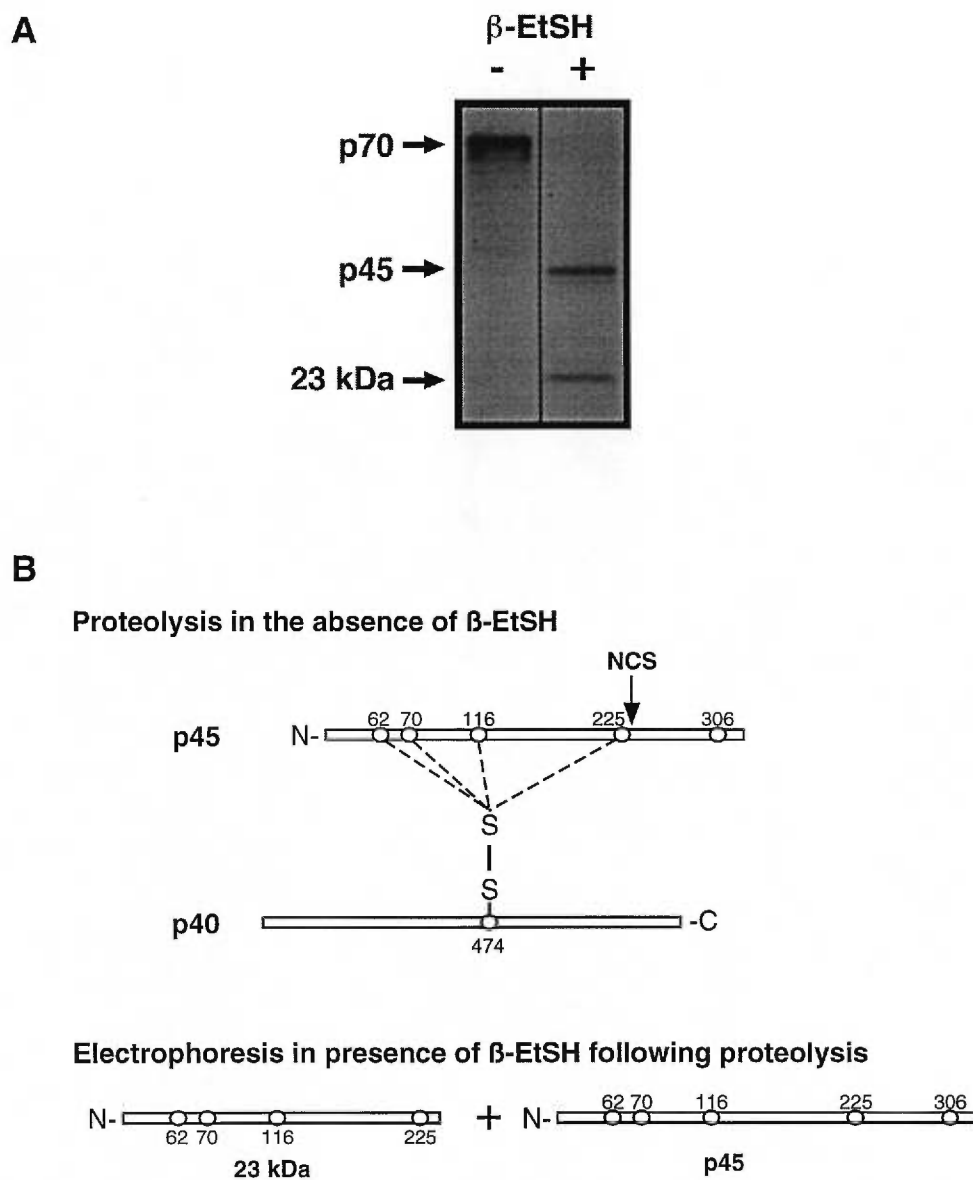 A
β-EtSH
- +
p70
p45
23 kDa
B
Proteolysis in the absence of ß-EtSH
NCS
62 70 116 225 306
p45 N-
S
S
p40 -C
474
Electrophoresis in presence of ß-EtSH following proteolysis
N- 62 70 116 225 + N- 62 70 116 225 306
23 kDa p45